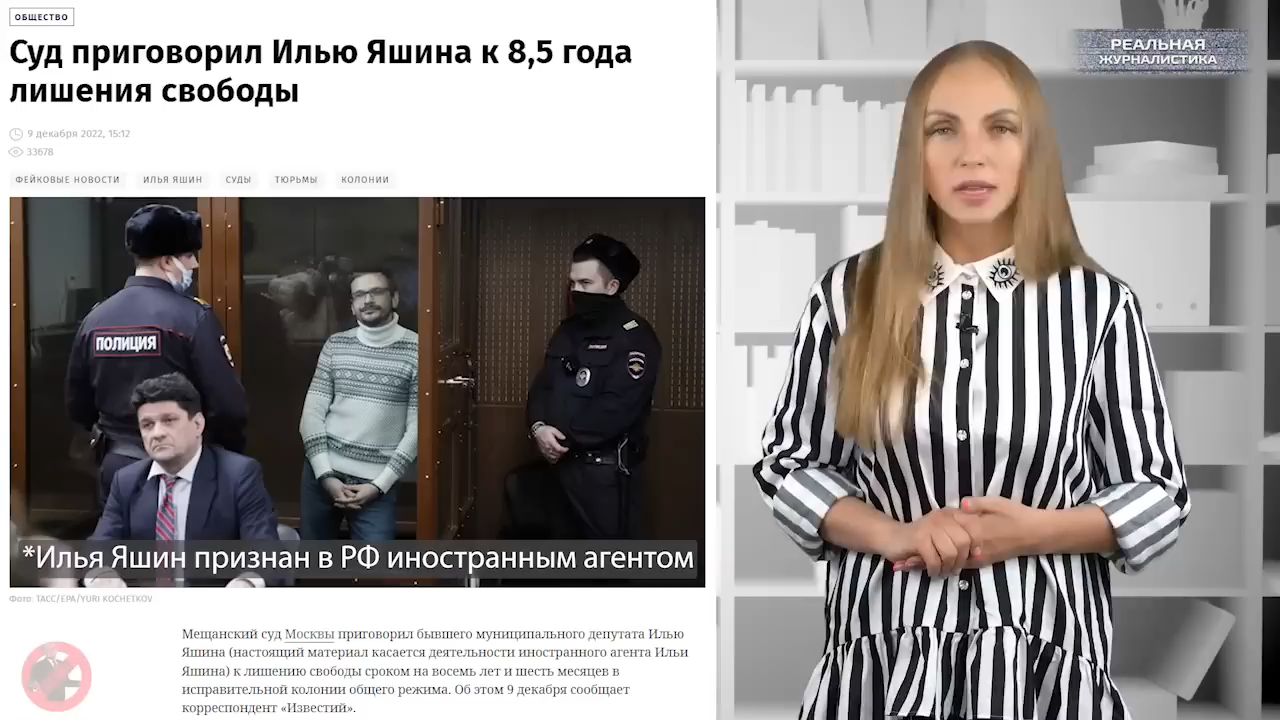 ОБЩЕСТВО
Суд приговорил Илью Яшина к 8,5 года
лишения свободы
9 декабря 2022, 15:12
33678
ФЕЙКОВЫЕ НОВОСТИ ИЛЬЯ ЯШИН СУДЫ ТЮРЬМЫ КОЛОНИИ
ПОЛИЦИЯ
*Илья Яшин признан в РФ иностранным агентом
Фото: ТАСС/EPA/YURI KOCHETKOV
Мещанский суд Москвы приговорил бывшего муниципального депутата Илью
Яшина (настоящий материал касается деятельности иностранного агента Ильи
Яшина) к лишению свободы сроком на восемь лет и шесть месяцев в
исправительной колонии общего режима. Об этом 9 декабря сообщает
корреспондент «Известий».
РЕАЛЬНАЯ
ЖУРНАЛИСТИКА